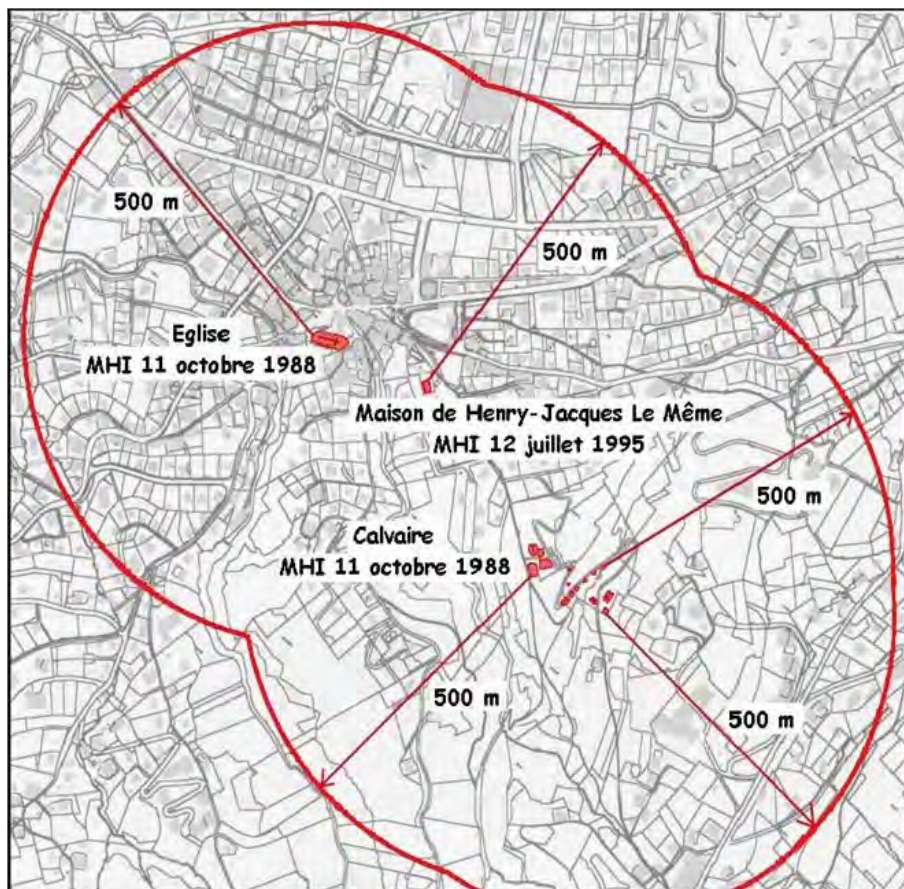 500 m
500 m
Eglise
MHI 11 octobre 1988
Maison de Henry-Jacques Le Même
MHI 12 juillet 1995
500 m
Calvaire
MHI 11 octobre 1988
500 m
500 m